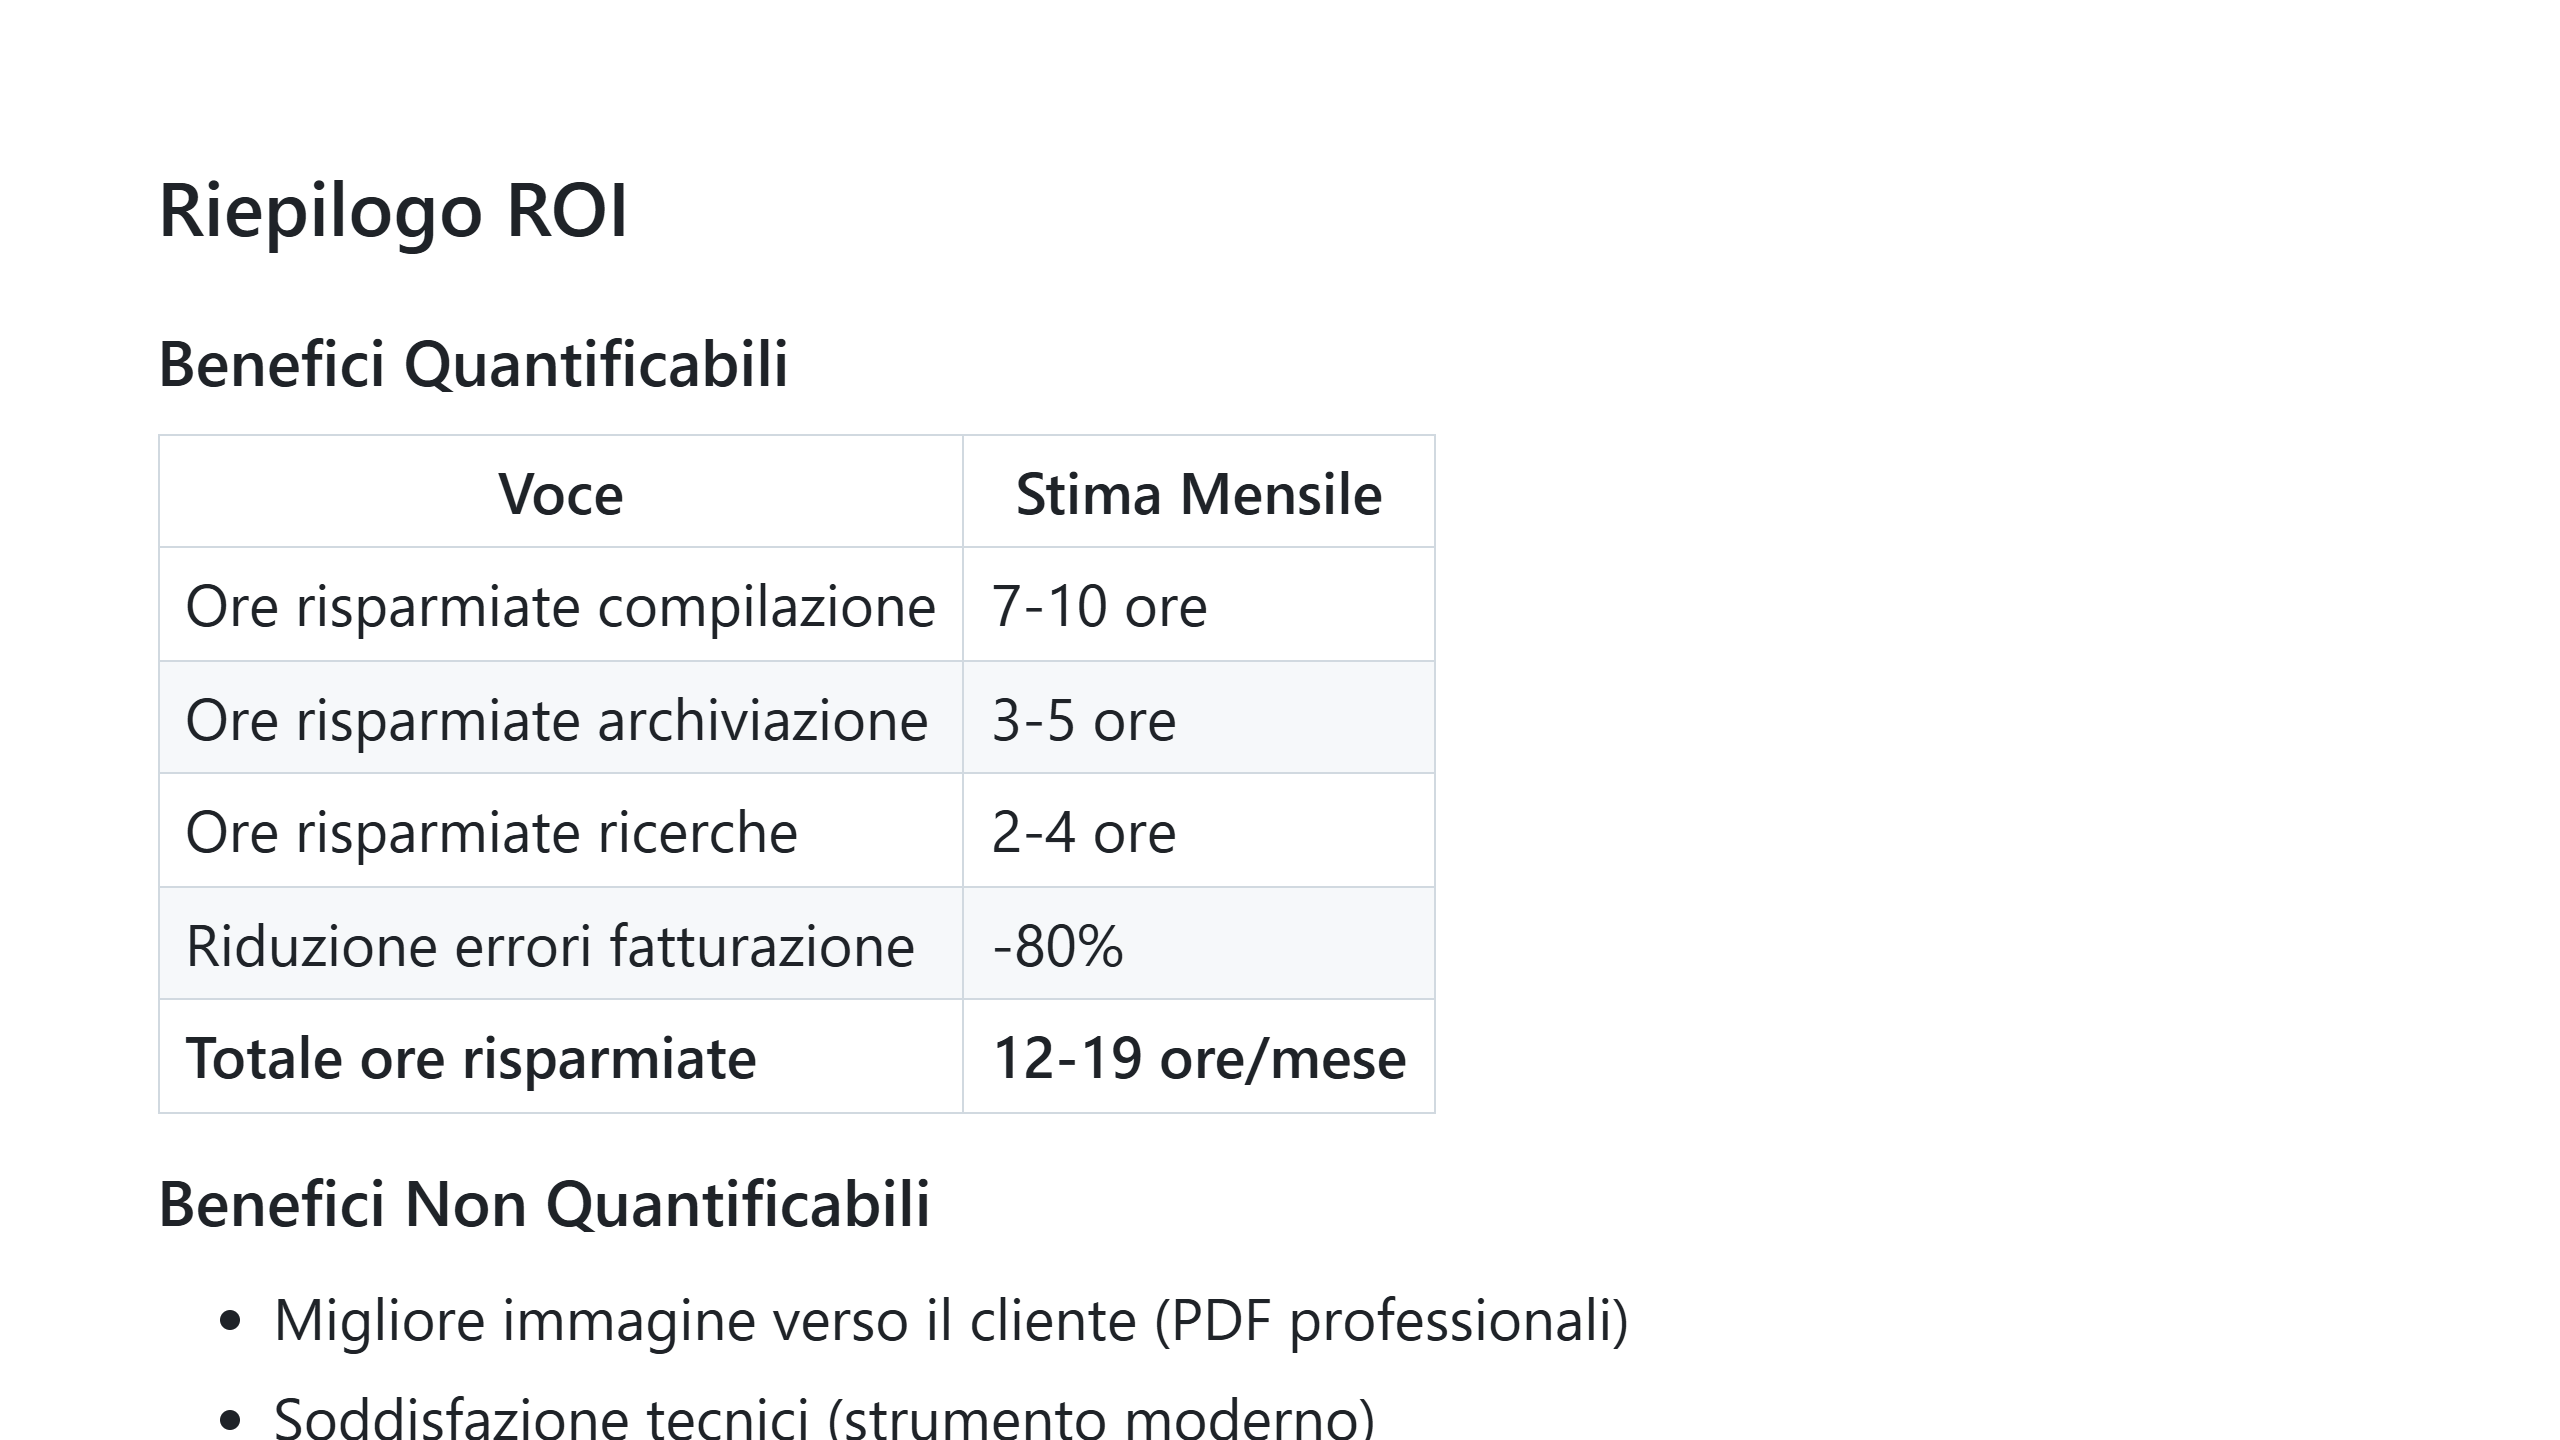 Riepilogo ROI
Benefici Quantificabili
Voce Stima Mensile
Ore risparmiate compilazione 7-10 ore
Ore risparmiate archiviazione 3-5 ore
Ore risparmiate ricerche 2-4 ore
Riduzione errori fatturazione -80%
Totale ore risparmiate 12-19 ore/mese
Benefici Non Quantificabili
• Migliore immagine verso il cliente (PDF professionali)
• Soddisfazione tecnici (strumento moderno)